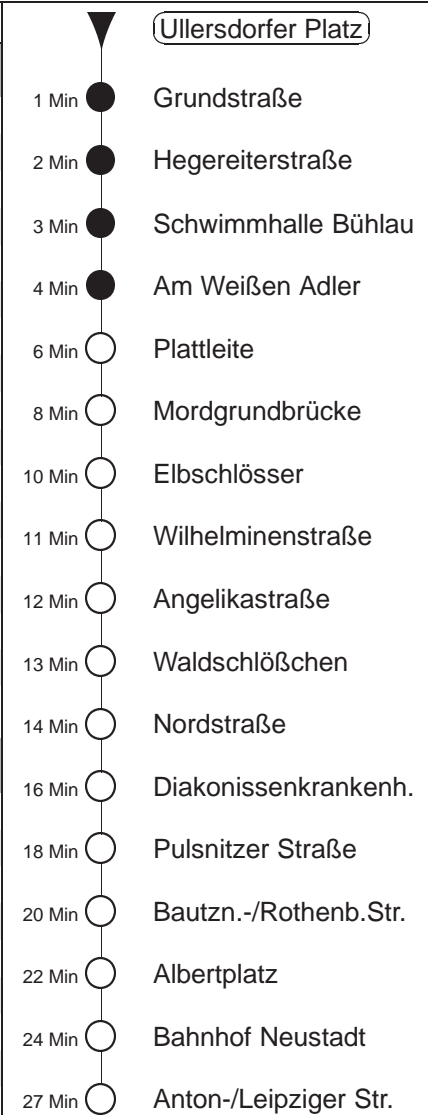 Ullersdorfer Platz
1 Min Grundstraße
2 Min Hegereiterstraße
3 Min Schwimmhalle Bühlau
4 Min Am Weißen Adler
6 Min Plattleite
8 Min Mordgrundbrücke
10 Min Elbschlösser
11 Min Wilhelminenstraße
12 Min Angelikastraße
13 Min Waldschlößchen
14 Min Nordstraße
16 Min Diakonissenkrankenh.
18 Min Pulsnitzer Straße
20 Min Bautzn.-/Rothenb.Str.
22 Min Albertplatz
24 Min Bahnhof Neustadt
27 Min Anton-/Leipziger Str.